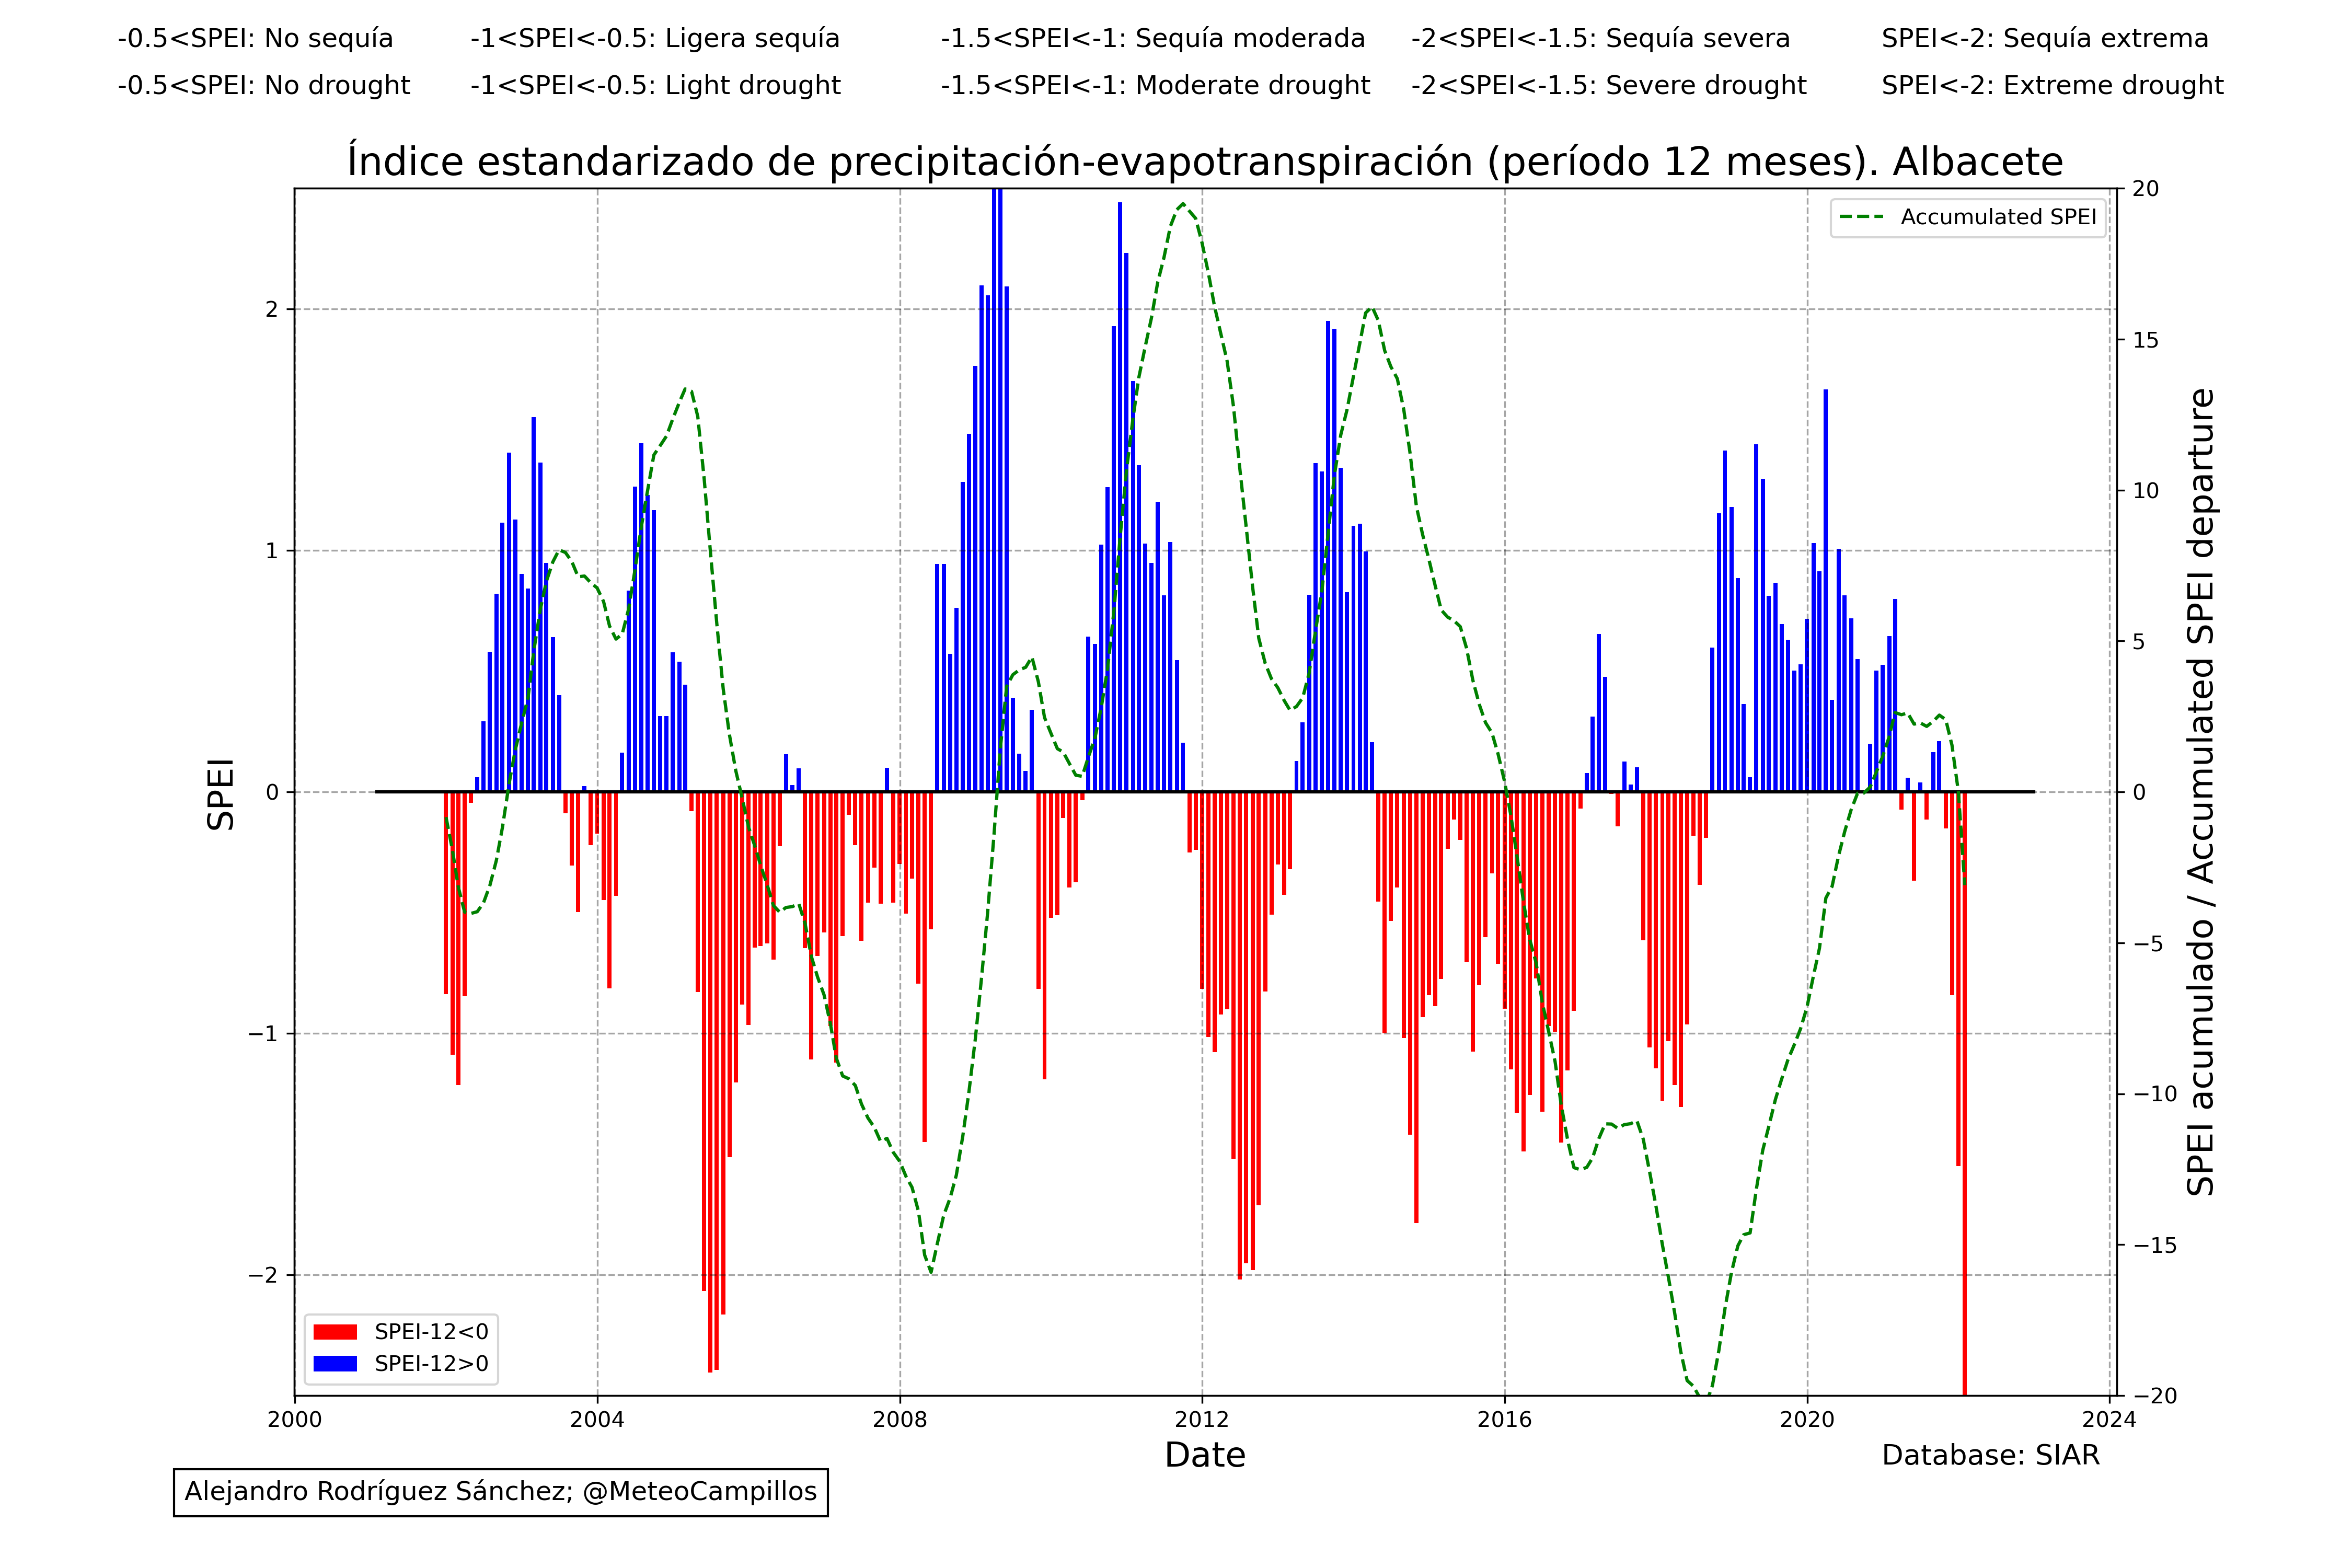 -0.5<SPEI: No sequía -1<SPEI<-0.5: Ligera sequía -1.5<SPEI<-1: Sequía moderada -2<SPEI<-1.5: Sequía severa SPEI<-2: Sequía extrema
-0.5<SPEI: No drought -1<SPEI<-0.5: Light drought -1.5<SPEI<-1: Moderate drought -2<SPEI<-1.5: Severe drought SPEI<-2: Extreme drought
Índice estandarizado de precipitación-evapotranspiración (período 12 meses). Albacete
SPEI
2
1
0
−1
−2
Accumulated SPEI
20
15
10
5
0
−5
−10
−15
−20
SPEI acumulado / Accumulated SPEI departure
SPEI-12<0
SPEI-12>0
2000 2004 2008 2012 2016 2020 2024
Date
Database: SIAR
Alejandro Rodríguez Sánchez; @MeteoCampillos